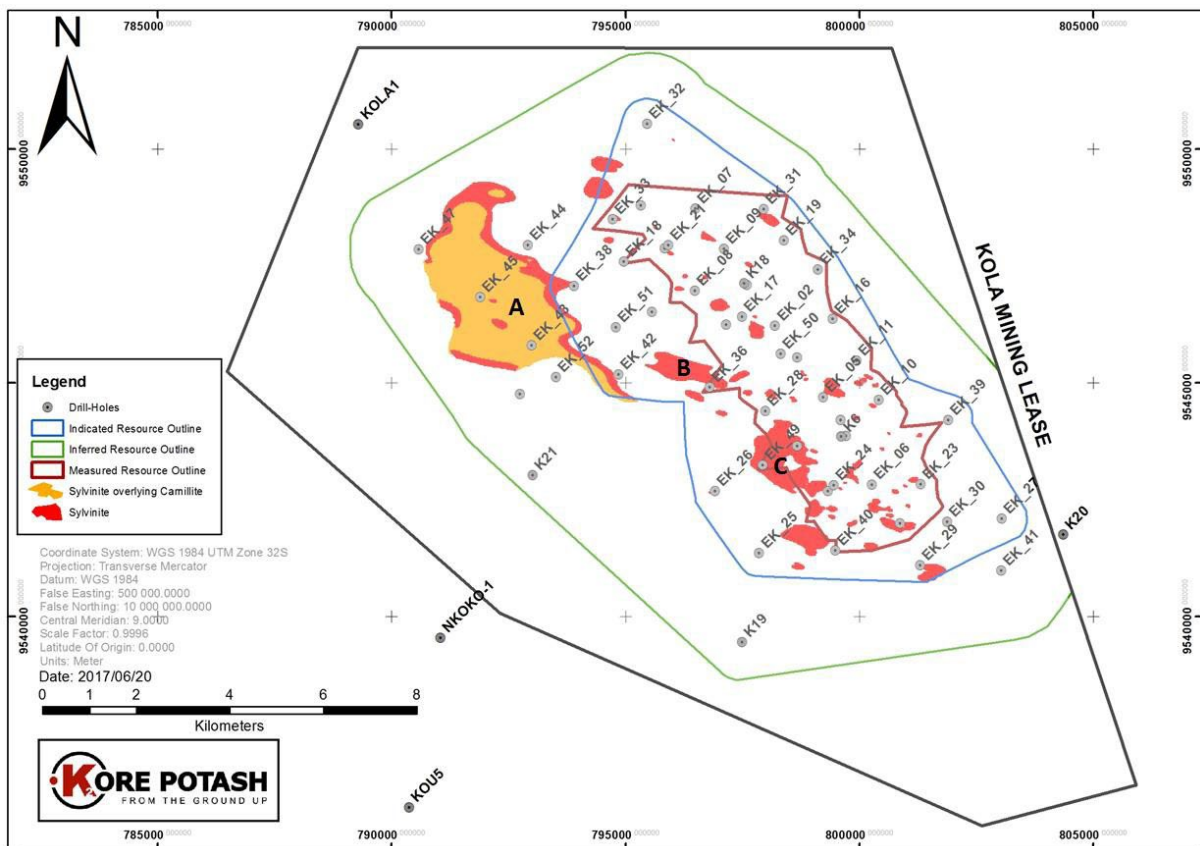 785000
790000
795000
800000
805000
N
KOLA1
EK_32
9550000
9550000
EK_33
EK_07
EK_31
EK_47
EK_44
EK_18
EK_21
EK_09
EK_19
EK_34
EK_45
EK_38
EK_08
K18
KOLA MINING LEASE
A
EK_51
EK_17
EK_02
EK_16
EK_43
EK_50
EK_11
EK_52
EK_42
B
EK_36
EK_28
EK_05
EK_10
9545000
9545000
EK_39
Legend
Drill-Holes
Indicated Resource Outline
Inferred Resource Outline
Measured Resource Outline
Sylvinite overlying Carnillite
Sylvinite
K21
EK_26
EK_49
C
K6
EK_24
EK_06
EK_23
EK_25
EK_40
EK_30
EK_29
EK_41
K20
Coordinate System: WGS 1984 UTM Zone 32S
Projection: Transverse Mercator
Datum: WGS 1984
False Easting: 500 000.0000
False Northing: 10 000 000.0000
Central Meridian: 9.0000
Scale Factor: 0.9996
Latitude Of Origin: 0.0000
Units: Meter
Date: 2017/06/20
NKOKO-1
K19
9540000
9540000
0 1 2 4 6 8
Kilometers
KORE POTASH
FROM THE GROUND UP
KOU5
785000
790000
795000
800000
805000